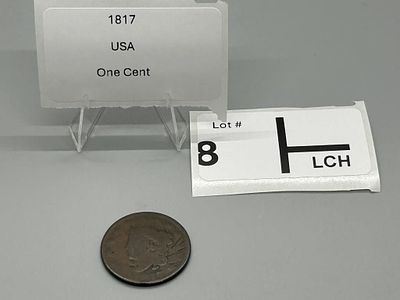 1817
USA
One Cent
Lot #
8
LCH